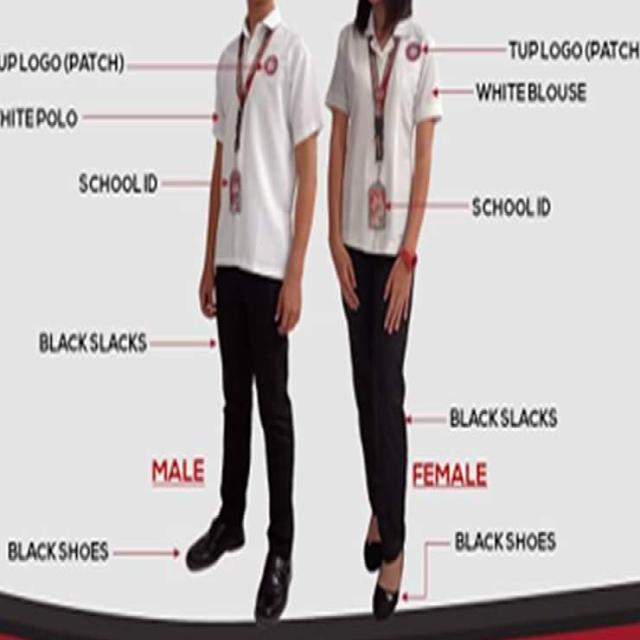 UP LOGO (PATCH)
TUP LOGO (PATCH
WHITE BLOUSE
HITE POLO
SCHOOL ID
SCHOOL ID
BLACK SLACKS
BLACK SLACKS
MALE
FEMALE
BLACK SHOES
BLACK SHOES